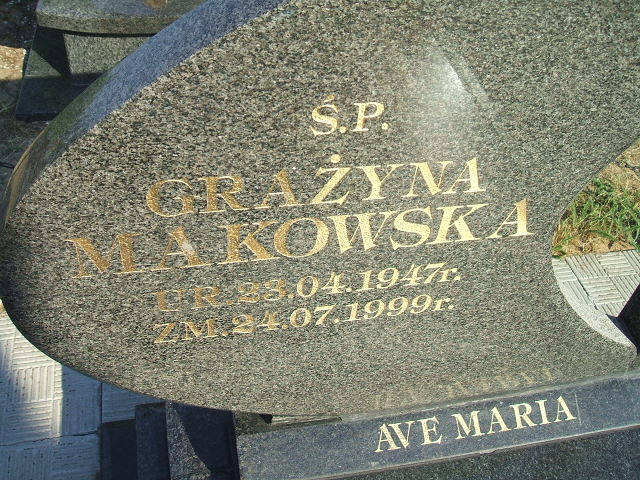 Ś.P.
GRAŻYNA
MAKOWSKA
UR.23.04.1947r.
ZM.24.07.1999r.
AVE MARIA